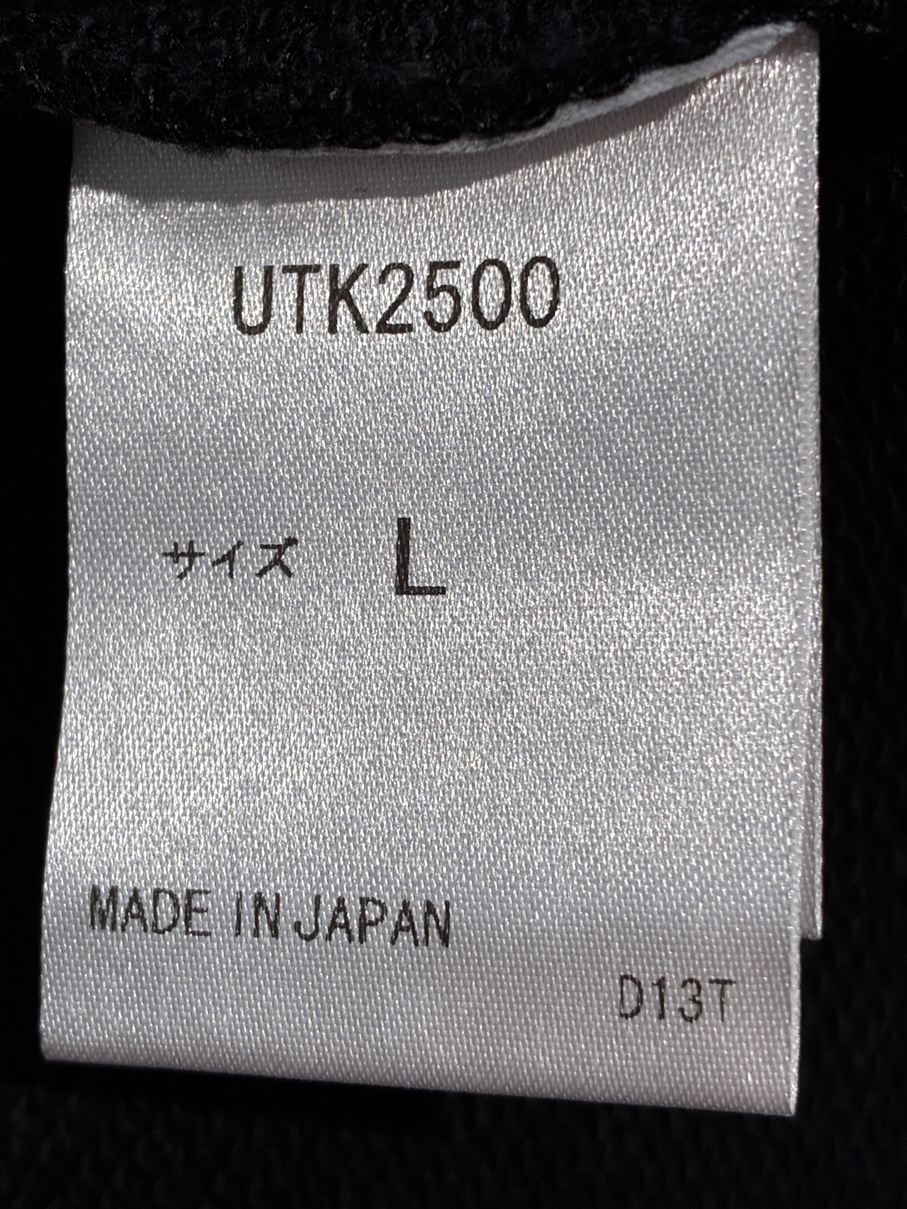 UTK2500
サイズ L
MADE IN JAPAN
D13T